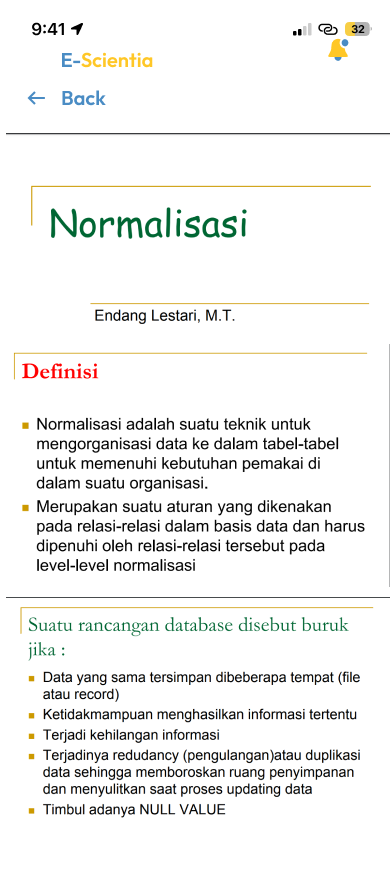 9:41
32
E-Scientia
← Back
Normalisasi
Endang Lestari, M.T.
Definisi
■ Normalisasi adalah suatu teknik untuk
mengorganisasi data ke dalam tabel-tabel
untuk memenuhi kebutuhan pemakai di
dalam suatu organisasi.
■ Merupakan suatu aturan yang dikenakan
pada relasi-relasi dalam basis data dan harus
dipenuhi oleh relasi-relasi tersebut pada
level-level normalisasi
Suatu rancangan database disebut buruk
jika :
■ Data yang sama tersimpan dibeberapa tempat (file
atau record)
■ Ketidakmampuan menghasilkan informasi tertentu
■ Terjadi kehilangan informasi
■ Terjadinya redudancy (pengulangan)atau duplikasi
data sehingga memboroskan ruang penyimpanan
dan menyulitkan saat proses updating data
■ Timbul adanya NULL VALUE